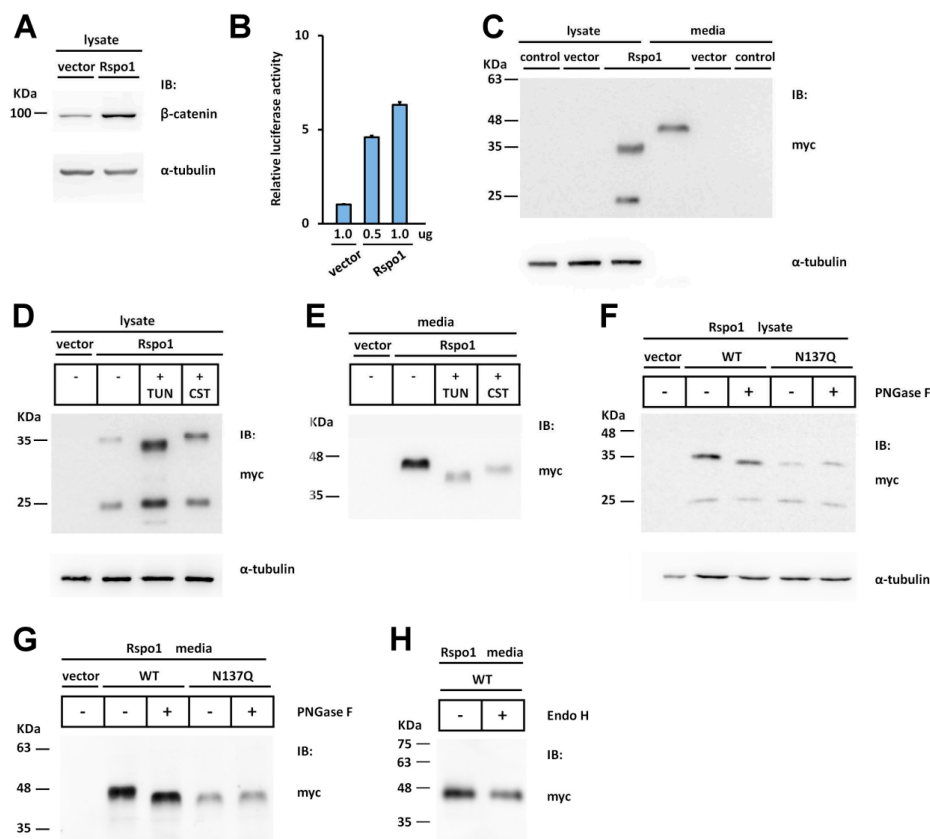 A
lysate
vector Rspo1
KDa
IB:
100
β-catenin
α-tubulin
B
Relative luciferase activity
10
5
0
1.0 0.5 1.0 ug
vector Rspo1
C
lysate media
control vector Rspo1 vector control
KDa
63
IB:
48
35
myc
25
α-tubulin
D
lysate
vector Rspo1
- - + TUN + CST
KDa
35
IB:
myc
25
α-tubulin
E
media
vector Rspo1
- - + TUN + CST
KDa
IB:
48
myc
35
F
Rspo1 lysate
vector WT N137Q
- - + - + PNGase F
KDa
48
IB:
35
myc
25
α-tubulin
G
Rspo1 media
vector WT N137Q
- - + - + PNGase F
KDa
63
IB:
48
myc
35
H
Rspo1 media
WT
- + Endo H
KDa
75
63
IB:
48
myc
35